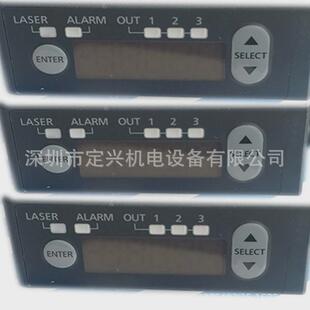 LASER ALARM OUT 1 2 3
ENTER
SELECT
LASER ALARM OUT 1 2 3
深圳市定兴机电设备有限公司
SELECT
LASER ALARM OUT 1 2 3
ENTER
SELECT